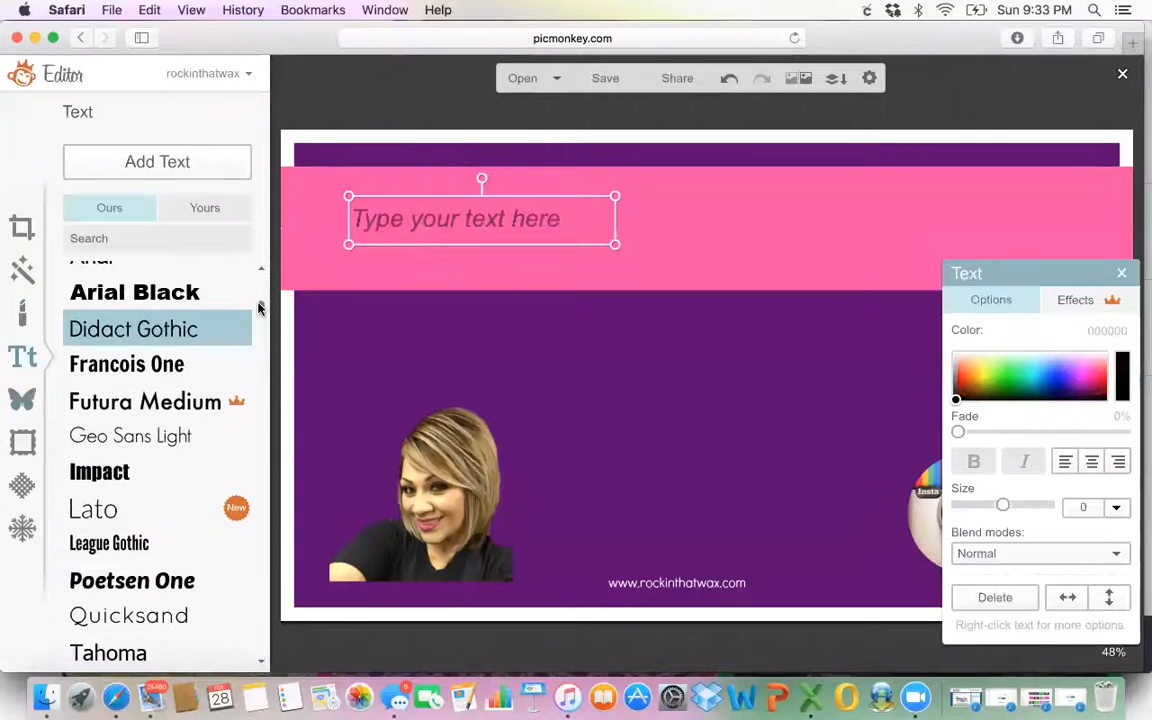 Safari File Edit View History Bookmarks Window Help Sun 9:33 PM
picmonkey.com
Editor rockinthatwax
Open Save Share
Text
Add Text
Ours Yours
Search
Arial
Arial Black
Didact Gothic
Francois One
Futura Medium
Geo Sans Light
Impact
Lato New
League Gothic
Poetsen One
Quicksand
Tahoma
Type your text here
Insta
www.rockinthatwax.com
Text
Options Effects
Color: 000000
Fade 0%
B I
Size
0
Blend modes:
Normal
Delete
Right-click text for more options.
48%